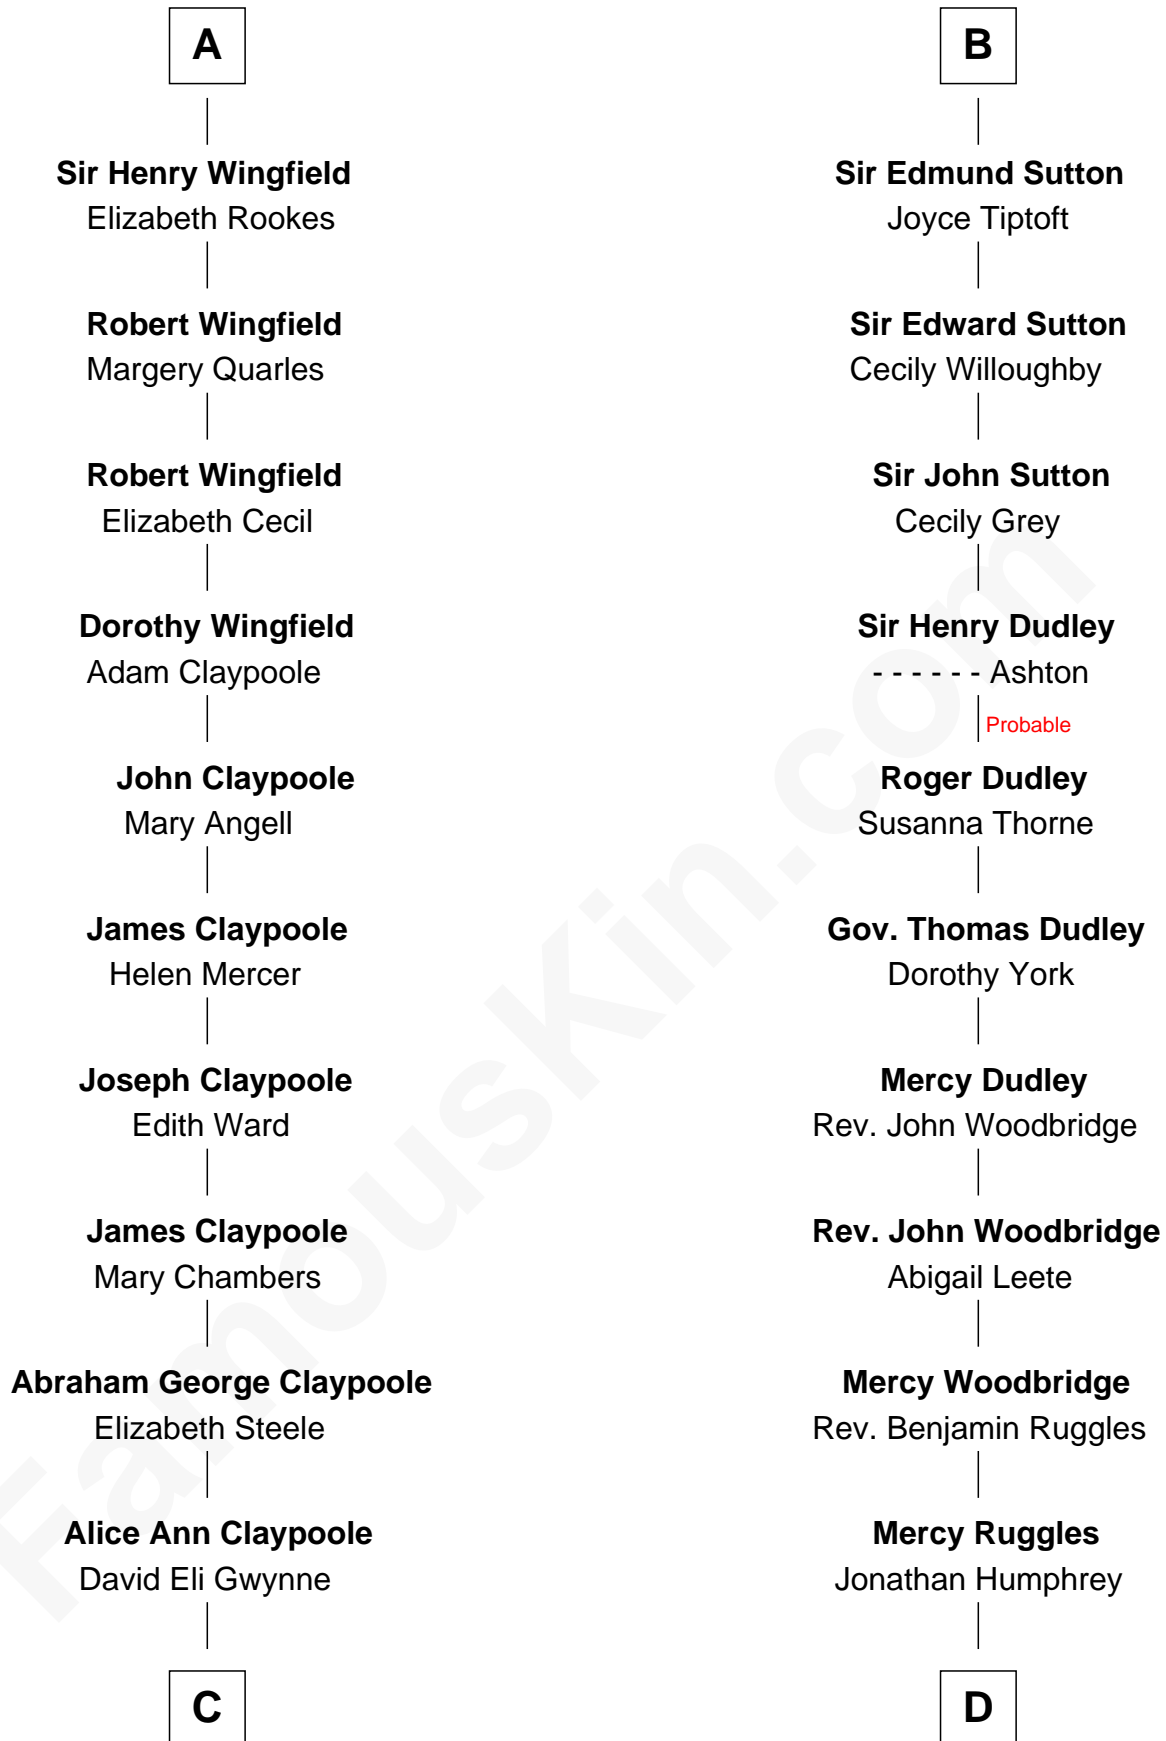 A
Sir Henry Wingfield
Elizabeth Rookes
Robert Wingfield
Margery Quarles
Robert Wingfield
Elizabeth Cecil
Dorothy Wingfield
Adam Claypoole
John Claypoole
Mary Angell
James Claypoole
Helen Mercer
Joseph Claypoole
Edith Ward
James Claypoole
Mary Chambers
Abraham George Claypoole
Elizabeth Steele
Alice Ann Claypoole
David Eli Gwynne
C
B
Sir Edmund Sutton
Joyce Tiptoft
Sir Edward Sutton
Cecily Willoughby
Sir John Sutton
Cecily Grey
Sir Henry Dudley
- - - - - - Ashton
Probable
Roger Dudley
Susanna Thorne
Gov. Thomas Dudley
Dorothy York
Mercy Dudley
Rev. John Woodbridge
Rev. John Woodbridge
Abigail Leete
Mercy Woodbridge
Rev. Benjamin Ruggles
Mercy Ruggles
Jonathan Humphrey
D
FamousKin.com